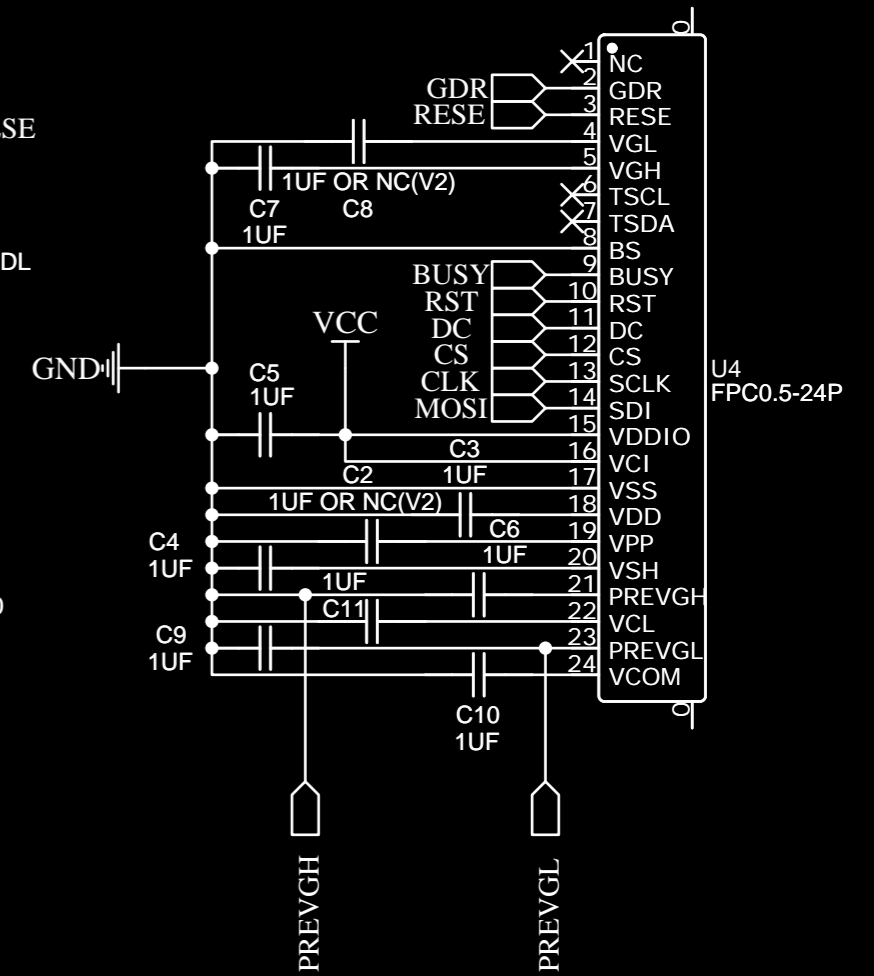 0
1
NC
2
GDR
GDR
3
RESE
RESE
SE
4
VGL
5
VGH
1UF OR NC(V2)
6
TSCL
C7
C8
7
TSDA
1UF
8
BS
DL
BUSY
9
BUSY
RST
10
RST
VCC
DC
11
DC
CS
12
CS
GND
C5
CLK
13
SCLK
U4
1UF
MOSI
14
SDI
FPC0.5-24P
15
VDDIO
C3
16
VCI
C2
1UF
17
VSS
1UF OR NC(V2)
18
VDD
C4
C6
19
VPP
1UF
1UF
20
VSH
1UF
21
PREVGH
C11
22
VCL
C9
23
PREVGL
1UF
24
VCOM
C10
0
1UF
PREVGH
PREVGL